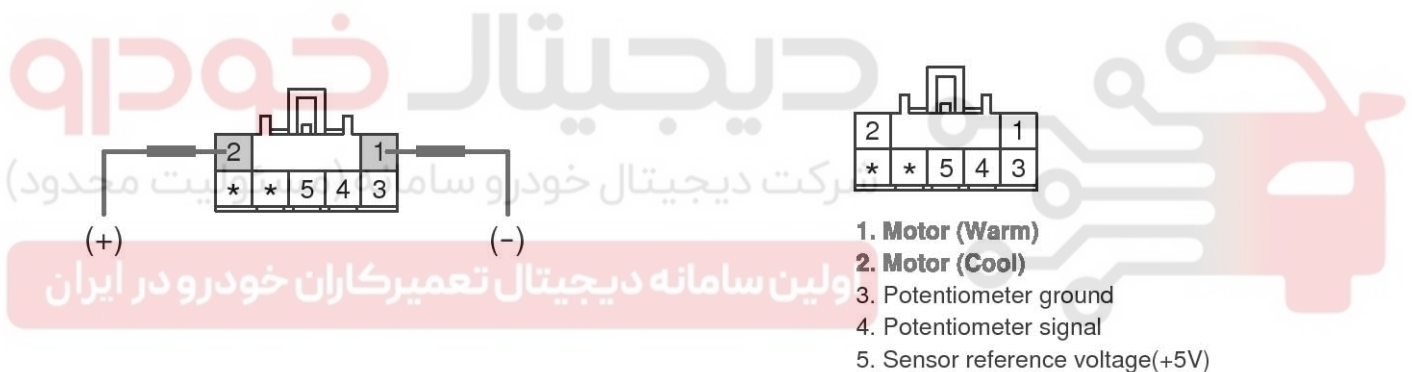 دیجیتال خودرو
شرکت دیجیتال خودرو سامانه (مسئولیت محدود)
اولین سامانه دیجیتال تعمیرکاران خودرو در ایران
2 1
* * 5 4 3
(+) (-)
2 1
* * 5 4 3
1. Motor (Warm)
2. Motor (Cool)
3. Potentiometer ground
4. Potentiometer signal
5. Sensor reference voltage(+5V)